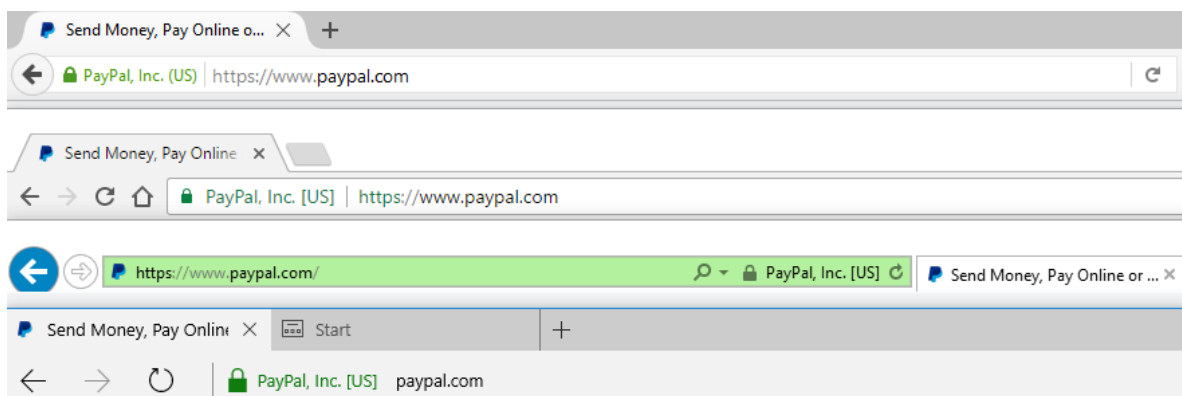 Send Money, Pay Online o...
PayPal, Inc. (US) https://www.paypal.com
Send Money, Pay Online
PayPal, Inc. [US] https://www.paypal.com
https://www.paypal.com/ PayPal, Inc. [US] Send Money, Pay Online or ...
Send Money, Pay Online Start
PayPal, Inc. [US] paypal.com